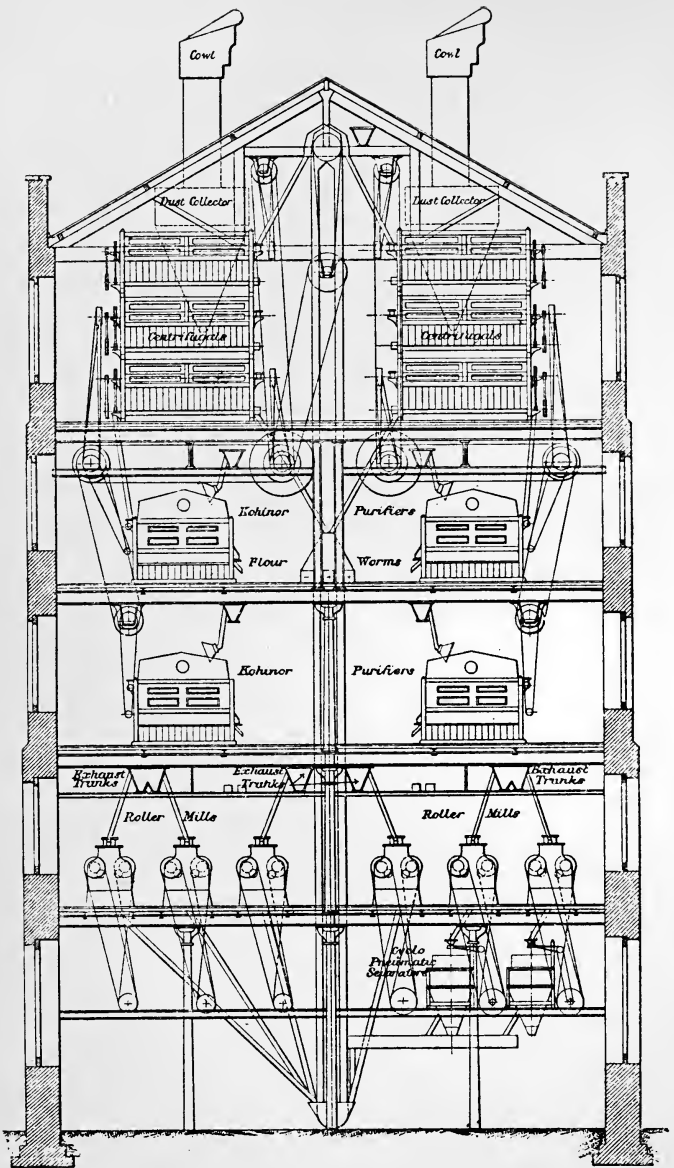 Cowl
Cowl
Dust Collector
Dust Collector
Centrifugals
Centrifugals
Kohinor
Purifiers
Flour
Worms
Kohinor
Purifiers
Exhaust
Trunks
Exhaust
Trunks
Exhaust
Trunks
Roller Mills
Roller Mills
Cyclo
Pneumatic
Separators